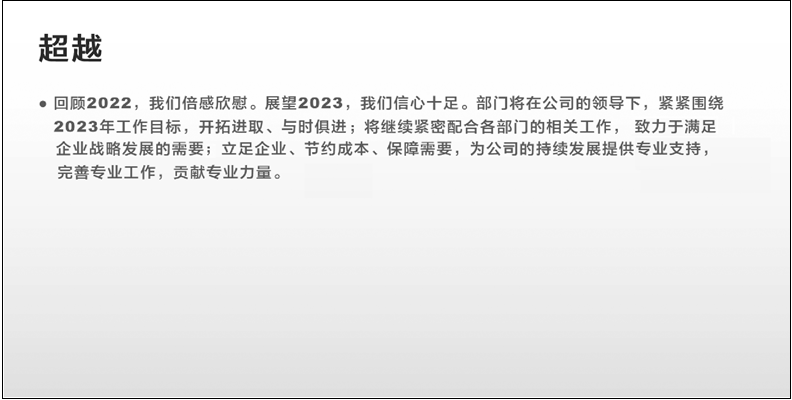 超越
● 回顾2022，我们倍感欣慰。展望2023，我们信心十足。部门将在公司的领导下，紧紧围绕
2023年工作目标，开拓进取、与时俱进；将继续紧密配合各部门的相关工作， 致力于满足
企业战略发展的需要；立足企业、节约成本、保障需要，为公司的持续发展提供专业支持，
完善专业工作，贡献专业力量。